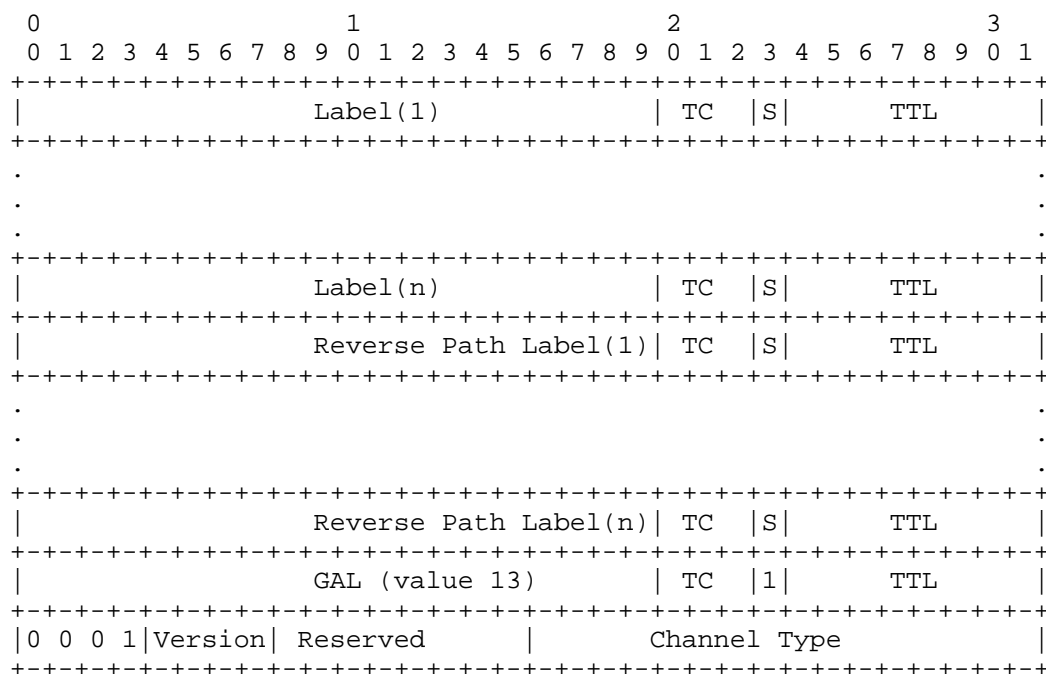 0                   1                   2                   3
 0 1 2 3 4 5 6 7 8 9 0 1 2 3 4 5 6 7 8 9 0 1 2 3 4 5 6 7 8 9 0 1
+-+-+-+-+-+-+-+-+-+-+-+-+-+-+-+-+-+-+-+-+-+-+-+-+-+-+-+-+-+-+-+-+
|                  Label(1)             | TC  |S|      TTL      |
+-+-+-+-+-+-+-+-+-+-+-+-+-+-+-+-+-+-+-+-+-+-+-+-+-+-+-+-+-+-+-+-+
.                                                               .
.                                                               .
.                                                               .
+-+-+-+-+-+-+-+-+-+-+-+-+-+-+-+-+-+-+-+-+-+-+-+-+-+-+-+-+-+-+-+-+
|                  Label(n)             | TC  |S|      TTL      |
+-+-+-+-+-+-+-+-+-+-+-+-+-+-+-+-+-+-+-+-+-+-+-+-+-+-+-+-+-+-+-+-+
|                  Reverse Path Label(1)| TC  |S|      TTL      |
+-+-+-+-+-+-+-+-+-+-+-+-+-+-+-+-+-+-+-+-+-+-+-+-+-+-+-+-+-+-+-+-+
.                                                               .
.                                                               .
.                                                               .
+-+-+-+-+-+-+-+-+-+-+-+-+-+-+-+-+-+-+-+-+-+-+-+-+-+-+-+-+-+-+-+-+
|                  Reverse Path Label(n)| TC  |S|      TTL      |
+-+-+-+-+-+-+-+-+-+-+-+-+-+-+-+-+-+-+-+-+-+-+-+-+-+-+-+-+-+-+-+-+
|                  GAL (value 13)       | TC  |1|      TTL      |
+-+-+-+-+-+-+-+-+-+-+-+-+-+-+-+-+-+-+-+-+-+-+-+-+-+-+-+-+-+-+-+-+
|0 0 0 1|Version| Reserved      |       Channel Type            |
+-+-+-+-+-+-+-+-+-+-+-+-+-+-+-+-+-+-+-+-+-+-+-+-+-+-+-+-+-+-+-+-+